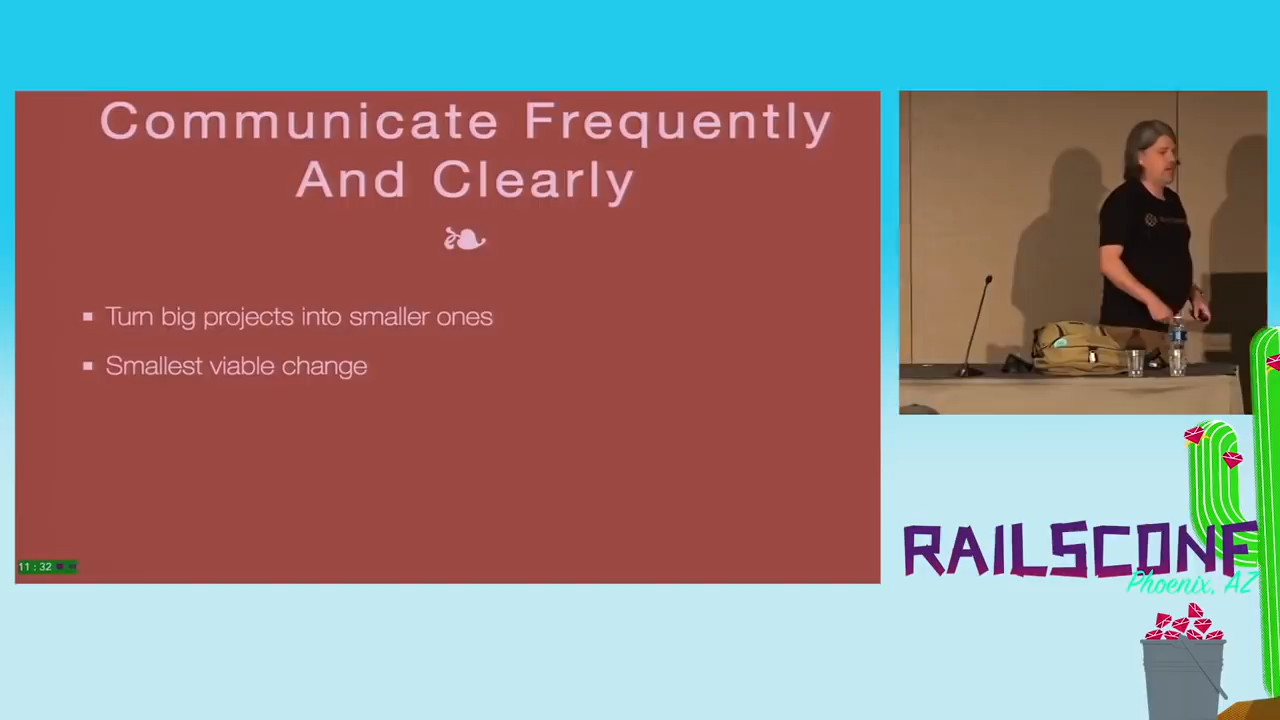 Communicate Frequently
And Clearly
Turn big projects into smaller ones
Smallest viable change
11:32
RAILSCONF
Phoenix, AZ